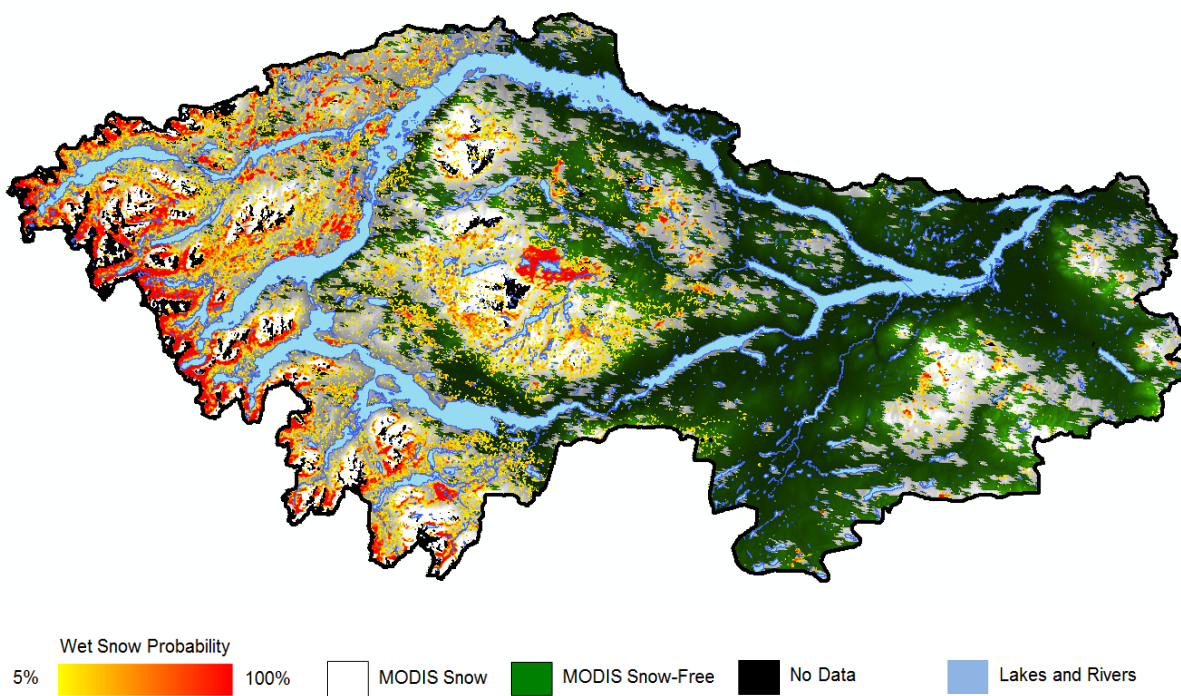 Wet Snow Probability
5% 100% MODIS Snow MODIS Snow-Free No Data Lakes and Rivers